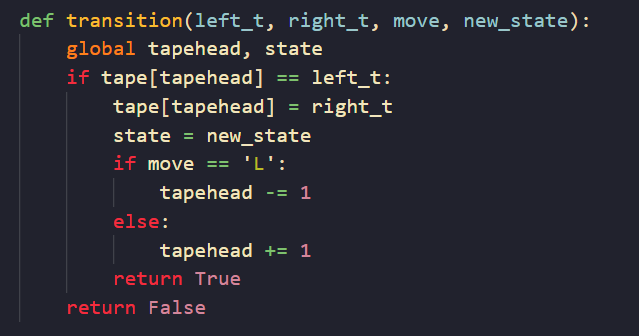 def transition(left_t, right_t, move, new_state):
    global tapehead, state
    if tape[tapehead] == left_t:
        tape[tapehead] = right_t
        state = new_state
        if move == 'L':
            tapehead -= 1
        else:
            tapehead += 1
        return True
    return False